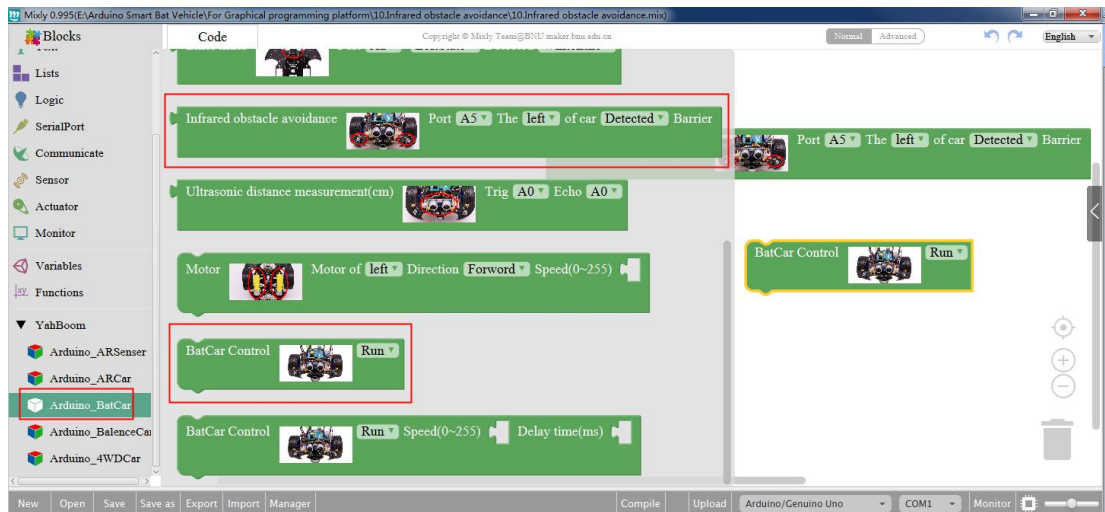 Mixly 0.995(E:\Arduino Smart Bat Vehicle\For Graphical programming platform\10.Infrared obstacle avoidance\10.Infrared obstacle avoidance.mix)
Blocks
Code
Copyright © Mixly Team@BNU maker.bnu.edu.cn
Normal Advanced
English
Lists
Logic
SerialPort
Communicate
Sensor
Actuator
Monitor
Variables
Functions
YahBoom
Arduino_ARSenser
Arduino_ARCar
Arduino_BatCar
Arduino_BalenceCar
Arduino_4WDCar
Infrared obstacle avoidance Port A5 The left of car Detected Barrier
Ultrasonic distance measurement(cm) Trig A0 Echo A0
Motor Motor of left Direction Forword Speed(0~255)
BatCar Control Run
BatCar Control Run Speed(0~255) Delay time(ms)
Port A5 The left of car Detected Barrier
BatCar Control Run
New Open Save Save as Export Import Manager Compile Upload Arduino/Genuino Uno COM1 Monitor